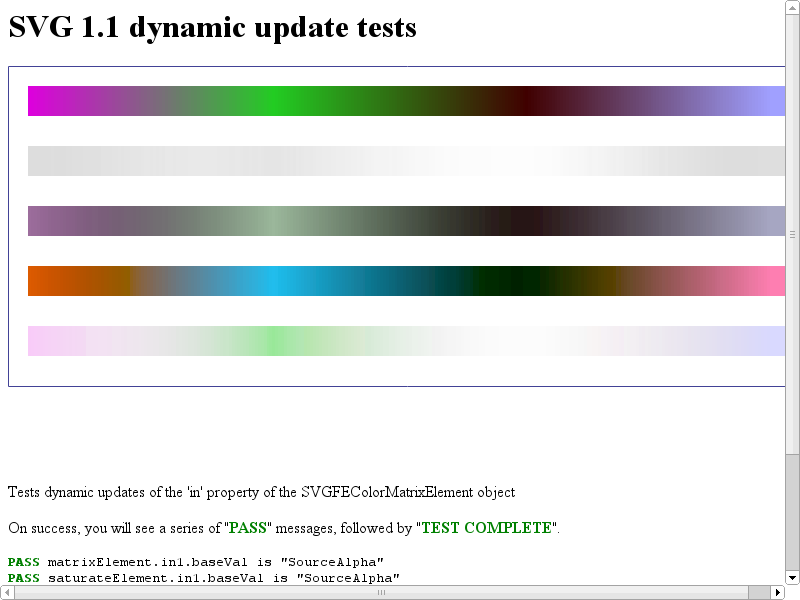 SVG 1.1 dynamic update tests
Tests dynamic updates of the 'in' property of the SVGFEColorMatrixElement object
On success, you will see a series of "PASS" messages, followed by "TEST COMPLETE".
PASS matrixElement.in1.baseVal is "SourceAlpha"
PASS saturateElement.in1.baseVal is "SourceAlpha"